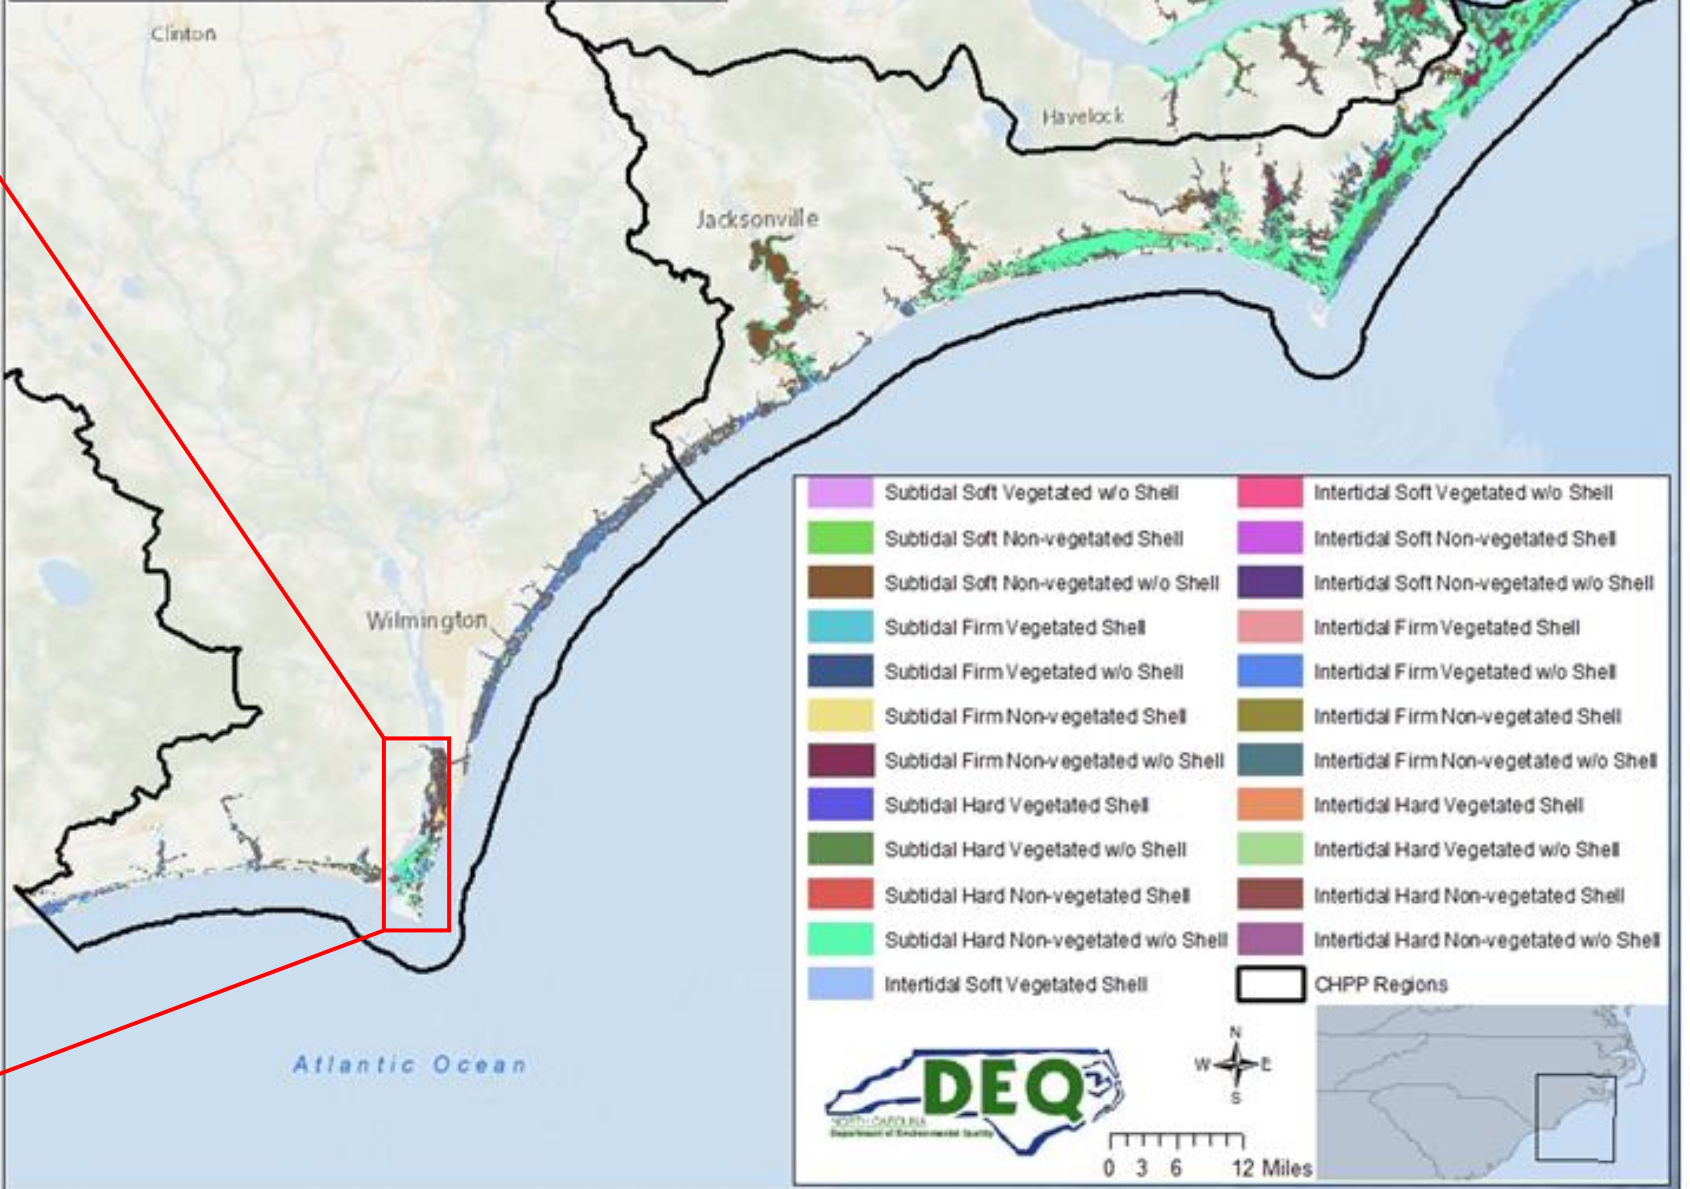 Clinton
Havelock
Jacksonville
Wilmington
Atlantic Ocean
Subtidal Soft Vegetated w/o Shell
Subtidal Soft Non-vegetated Shell
Subtidal Soft Non-vegetated w/o Shell
Subtidal Firm Vegetated Shell
Subtidal Firm Vegetated w/o Shell
Subtidal Firm Non-vegetated Shell
Subtidal Firm Non-vegetated w/o Shell
Subtidal Hard Vegetated Shell
Subtidal Hard Vegetated w/o Shell
Subtidal Hard Non-vegetated Shell
Subtidal Hard Non-vegetated w/o Shell
Intertidal Soft Vegetated Shell
Intertidal Soft Vegetated w/o Shell
Intertidal Soft Non-vegetated Shell
Intertidal Soft Non-vegetated w/o Shell
Intertidal Firm Vegetated Shell
Intertidal Firm Vegetated w/o Shell
Intertidal Firm Non-vegetated Shell
Intertidal Firm Non-vegetated w/o Shell
Intertidal Hard Vegetated Shell
Intertidal Hard Vegetated w/o Shell
Intertidal Hard Non-vegetated Shell
Intertidal Hard Non-vegetated w/o Shell
CHPP Regions
DEQ
NORTH CAROLINA
Department of Environmental Quality
N
W E
S
0 3 6 12 Miles